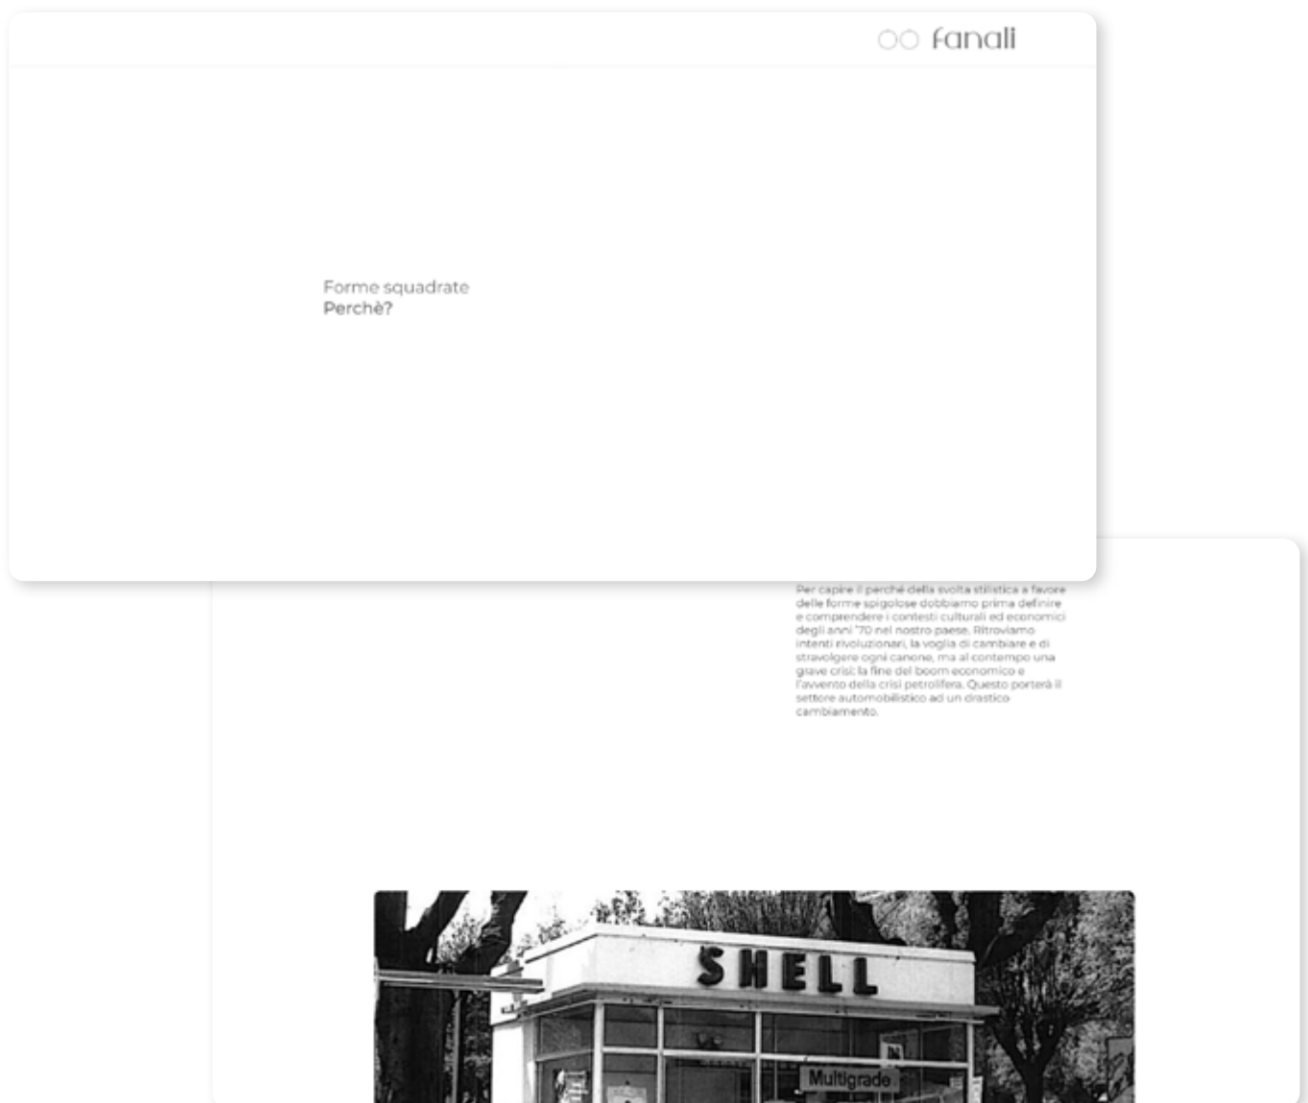 fanali
Forme squadrate
Perchè?
Per capire il perché della svolta stilistica a favore
delle forme spigolose dobbiamo prima definire
e comprendere i contesti culturali ed economici
degli anni '70 nel nostro paese. Ritroviamo
intenti rivoluzionari, la voglia di cambiare e di
stravolgere ogni canone, ma al contempo una
grave crisi: la fine del boom economico e
l'avvento della crisi petrolifera. Questo porterà il
settore automobilistico ad un drastico
cambiamento.
SHELL
Multigrade